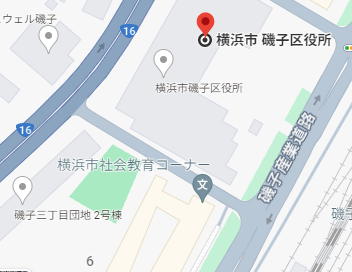 ウェル磯子
横浜市 磯子区役所
16
横浜市磯子区役所
16
磯子産業道路
横浜市社会教育コーナー
文
磯子三丁目団地 2号棟
磯子
6